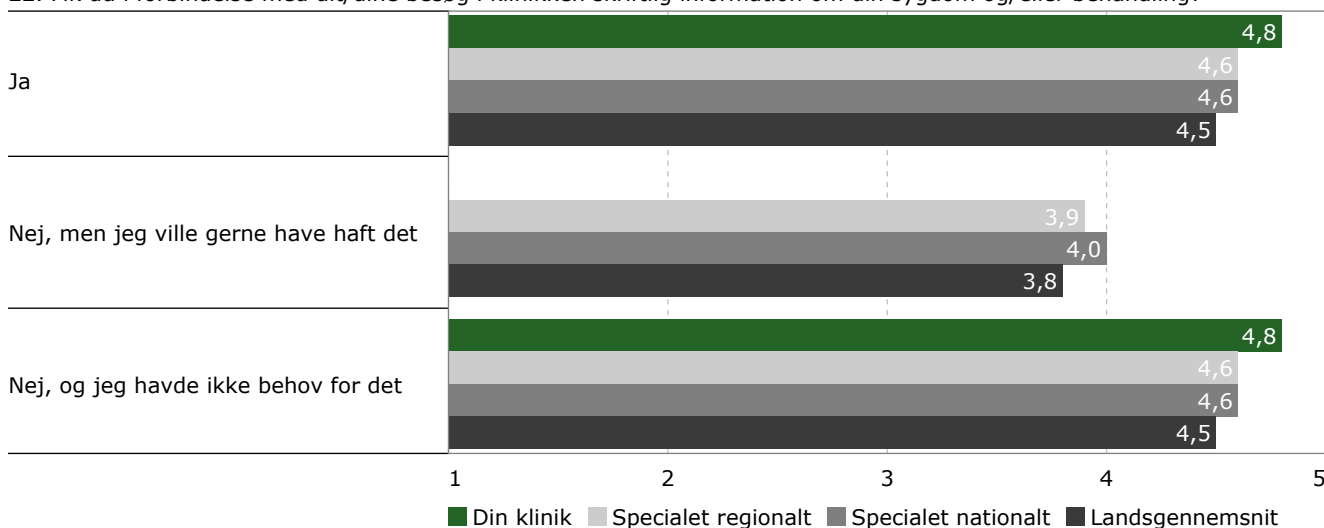 Ja
4,8
4,6
4,6
4,5
Nej, men jeg ville gerne have haft det
3,9
4,0
3,8
Nej, og jeg havde ikke behov for det
4,8
4,6
4,6
4,5
1 2 3 4 5
Din klinik Specialet regionalt Specialet nationalt Landsgennemsnit